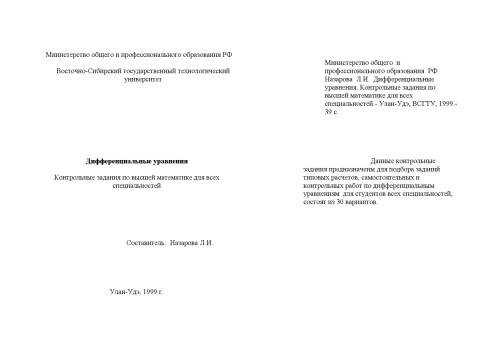 Министерство общего и профессионального образования РФ
Восточно-Сибирский государственный технологический
университет
Дифференциальные уравнения
Контрольные задания по высшей математике для всех
специальностей
Составитель: Назарова Л.И.
Улан-Удэ, 1999 г.
Министерство общего и
профессионального образования РФ
Назарова Л.И. Дифференциальные
уравнения. Контрольные задания по
высшей математике для всех
специальностей.- Улан-Удэ, ВСГТУ, 1999.-
39 с.
Данные контрольные
задания предназначены для подбора заданий
типовых расчетов, самостоятельных и
контрольных работ по дифференциальным
уравнениям для студентов всех специальностей,
состоят из 30 вариантов.